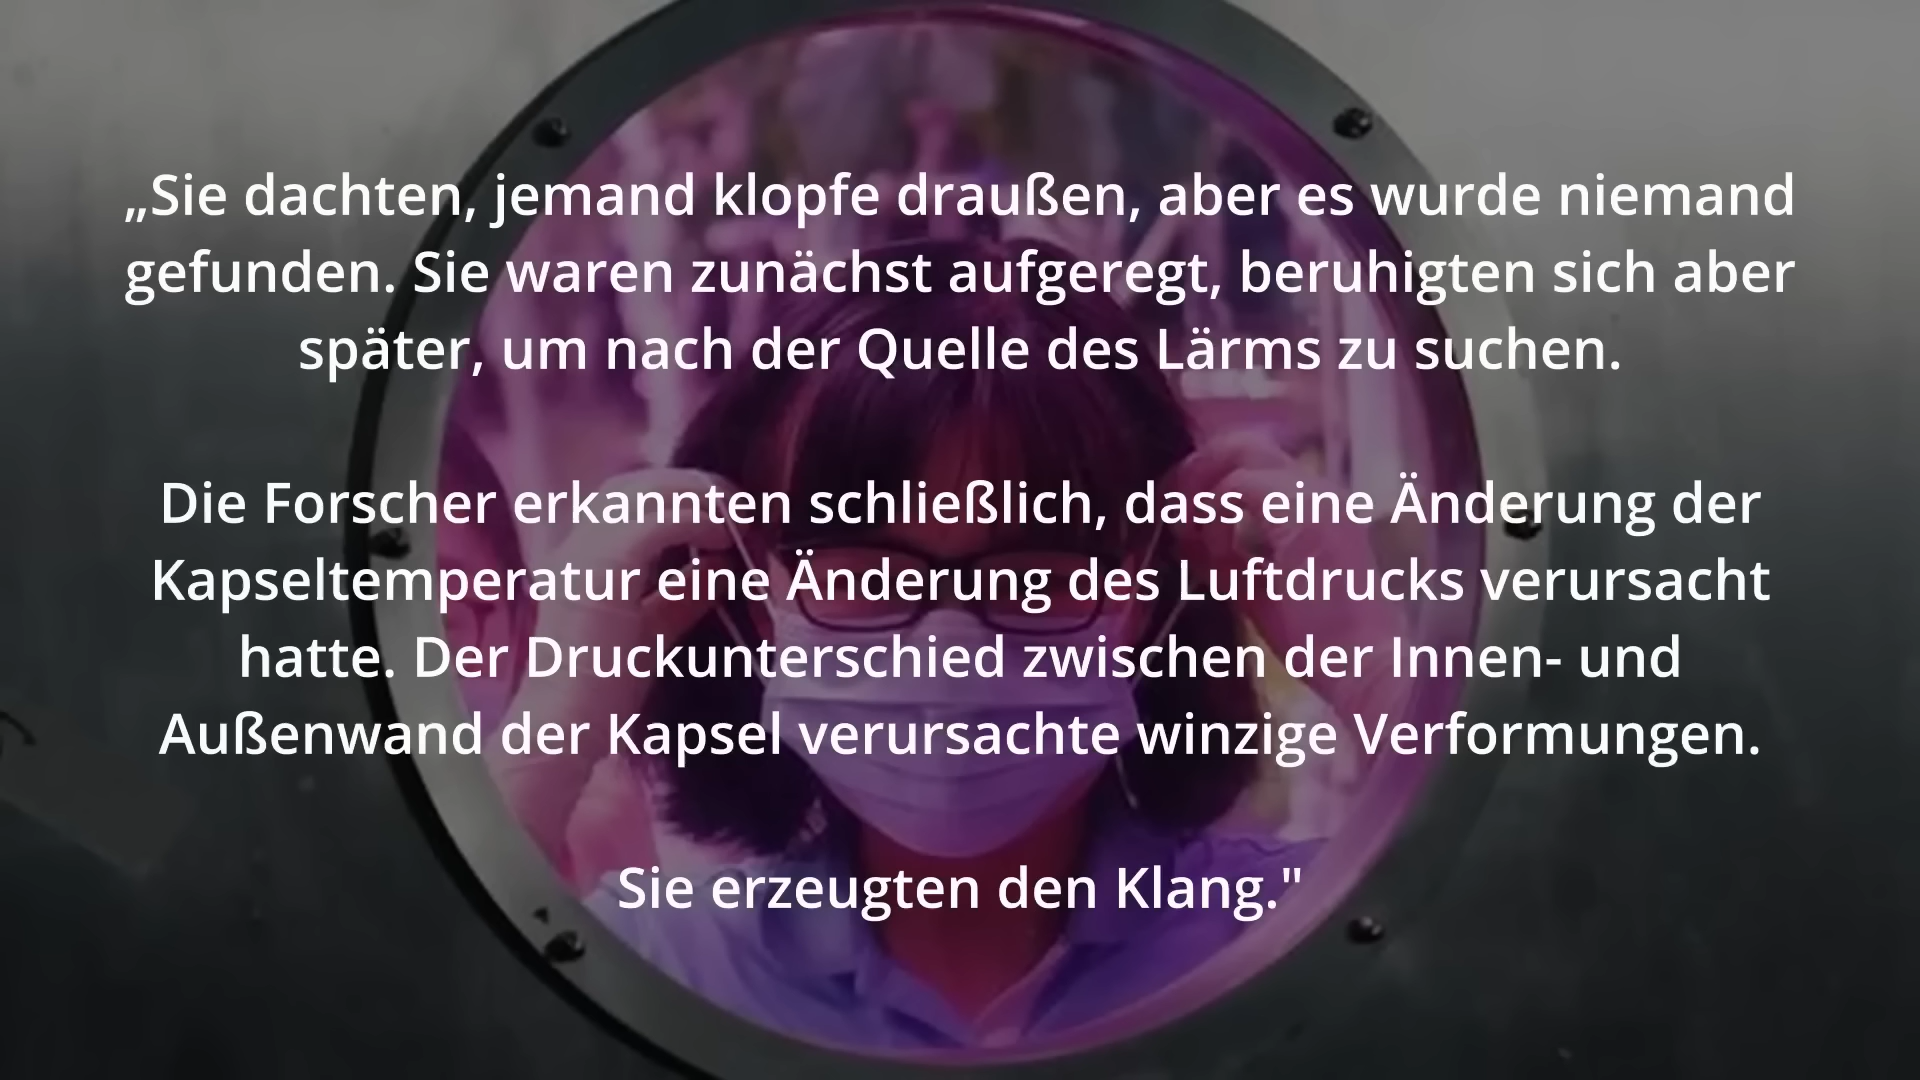 „Sie dachten, jemand klopfe draußen, aber es wurde niemand
gefunden. Sie waren zunächst aufgeregt, beruhigten sich aber
später, um nach der Quelle des Lärms zu suchen.
Die Forscher erkannten schließlich, dass eine Änderung der
Kapseltemperatur eine Änderung des Luftdrucks verursacht
hatte. Der Druckunterschied zwischen der Innen- und
Außenwand der Kapsel verursachte winzige Verformungen.
Sie erzeugten den Klang."